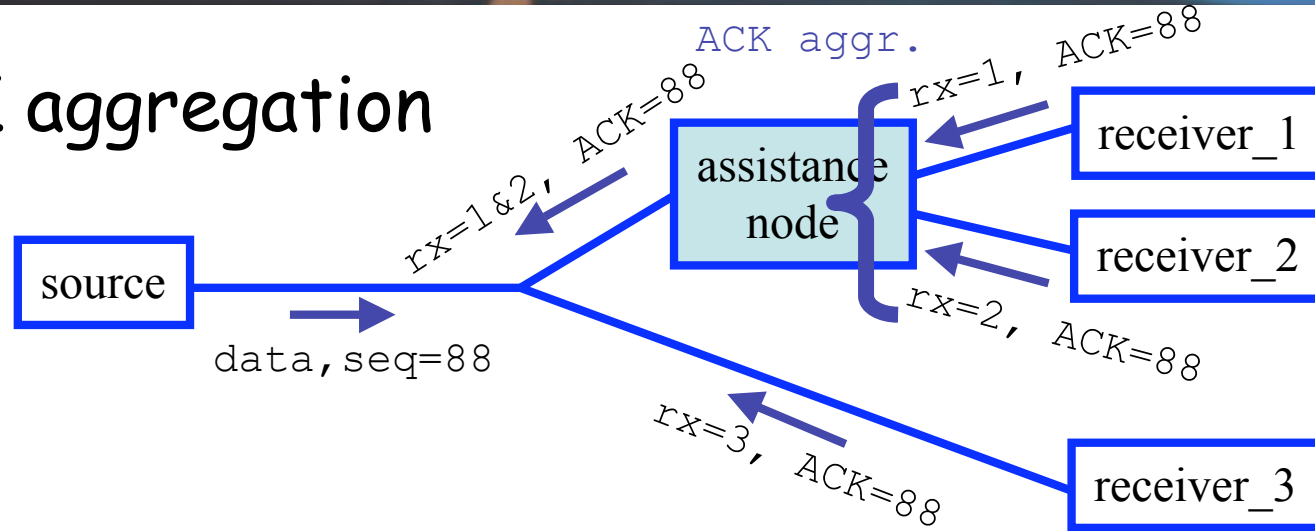 aggregation
ACK aggr.
rx=1, ACK=88
rx=1&2, ACK=88
assistance
node
receiver_1
source
receiver_2
rx=2, ACK=88
data,seq=88
rx=3, ACK=88
receiver_3